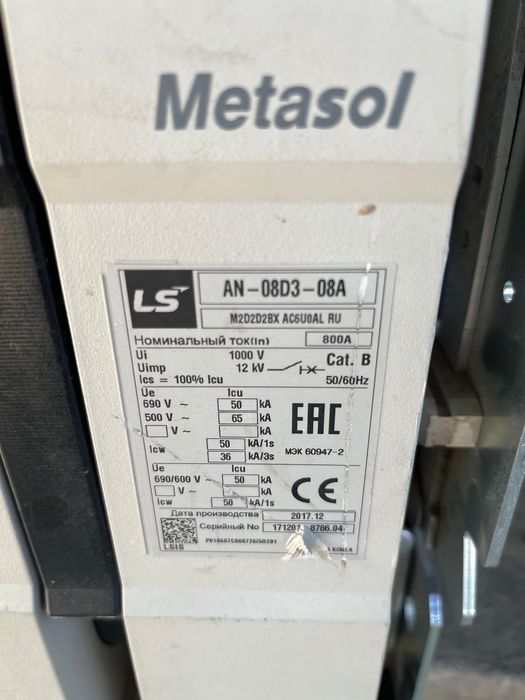 Metasol
LS
AN-08D3-08A
M2D2D2BX AC6U0AL RU
Номинальный ток(In) 800A
Ui 1000 V Cat. B
Uimp 12 kV
Ics = 100% Icu 50/60Hz
Ue Icu
690 V ~ 50 kA
500 V ~ 65 kA
V ~ kA
Icw 50 kA/1s
36 kA/3s
EAC
МЭК 60947-2
Ue Icu
690/600 V ~ 50 kA
V ~ kA
Icw 50 kA/1s
CE
Дата производства 2017.12
Серийный No 8786.04
LSIS
KOREA